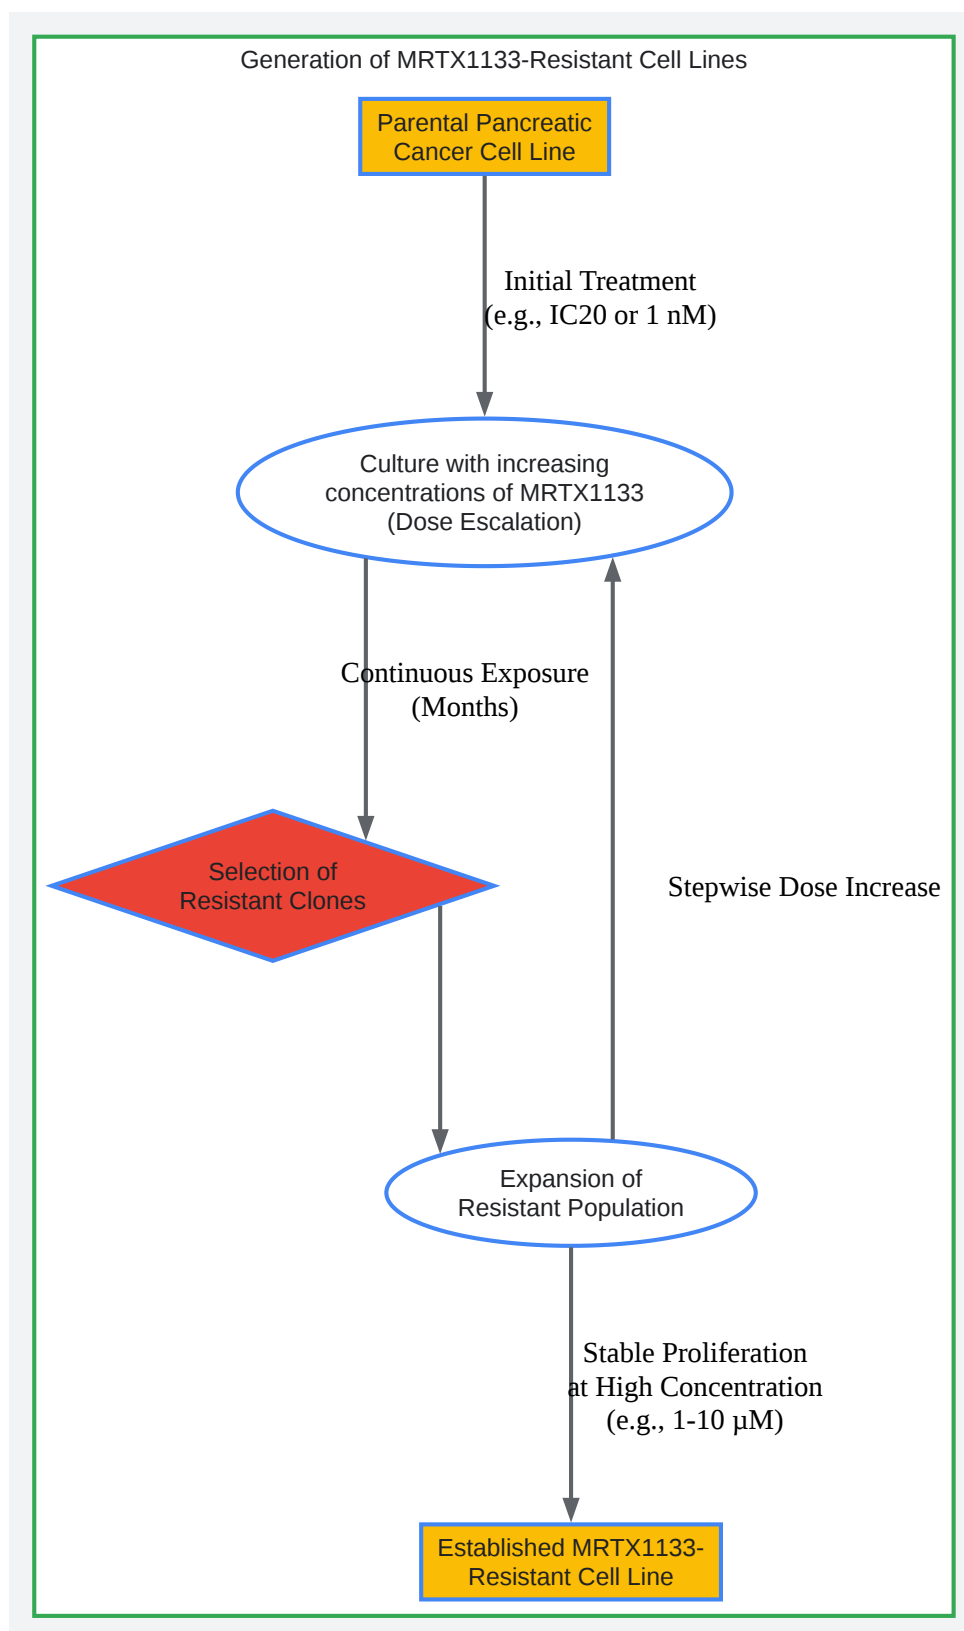 Generation of MRTX1133-Resistant Cell Lines
Parental Pancreatic
Cancer Cell Line
Initial Treatment
(e.g., IC20 or 1 nM)
Culture with increasing
concentrations of MRTX1133
(Dose Escalation)
Continuous Exposure
(Months)
Selection of
Resistant Clones
Stepwise Dose Increase
Expansion of
Resistant Population
Stable Proliferation
at High Concentration
(e.g., 1-10 µM)
Established MRTX1133-
Resistant Cell Line